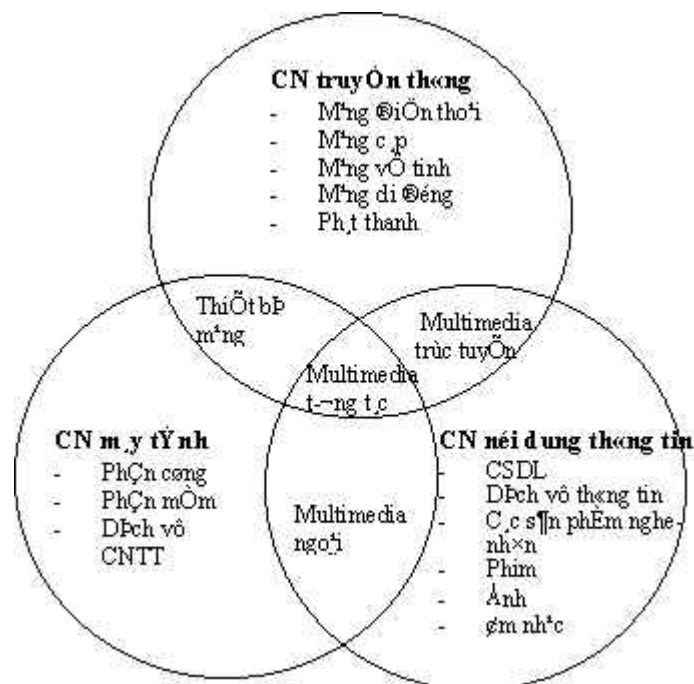 CN truyÒn th«ng
- M¹ng ®iÖn tho¹i
- M¹ng c¸p
- M¹ng vÖ tinh
- M¹ng di ®éng
- Ph¸t thanh
ThiÕt bÞ
m¹ng
Multimedia
trùc tuyÕn
Multimedia
t­¬ng t¸c
CN m¸y tÝnh
- PhÇn cøng
- PhÇn mÒm
- DÞch vô
CNTT
Multimedia
ngo¹i
CN néi dung th«ng tin
- CSDL
- DÞch vô th«ng tin
- C¸c s¶n phÈm nghe-
nh×n
- Phim
- Ảnh
- ¢m nh¹c